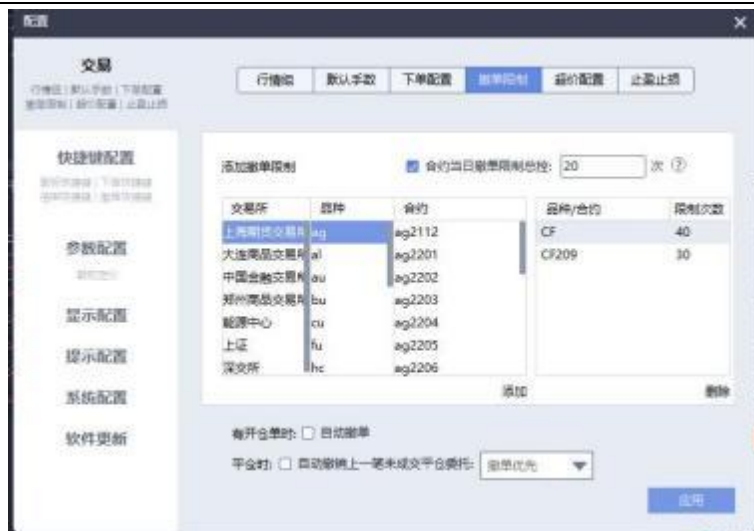 配置
交易
行情组 | 默认手数 | 下单配置
撤单限制 | 超价配置 | 止盈止损
快捷键配置
参数配置
显示配置
提示配置
系统配置
软件更新
行情组 默认手数 下单配置 撤单限制 超价配置 止盈止损
添加撤单限制 合约当日撤单限制总控: 20 次
交易所 品种 合约 品种/合约 限制次数
上海期货交易所 ag ag2112 CF 40
大连商品交易所 al ag2201 CF209 30
中国金融交易所 au ag2202
郑州商品交易所 bu ag2203
能源中心 cu ag2204
上证 fu ag2205
深交所 hc ag2206
添加 删除
有开仓单时: 自动撤单
平仓时: 自动撤销上一笔未成交平仓委托: 撤单优先
应用